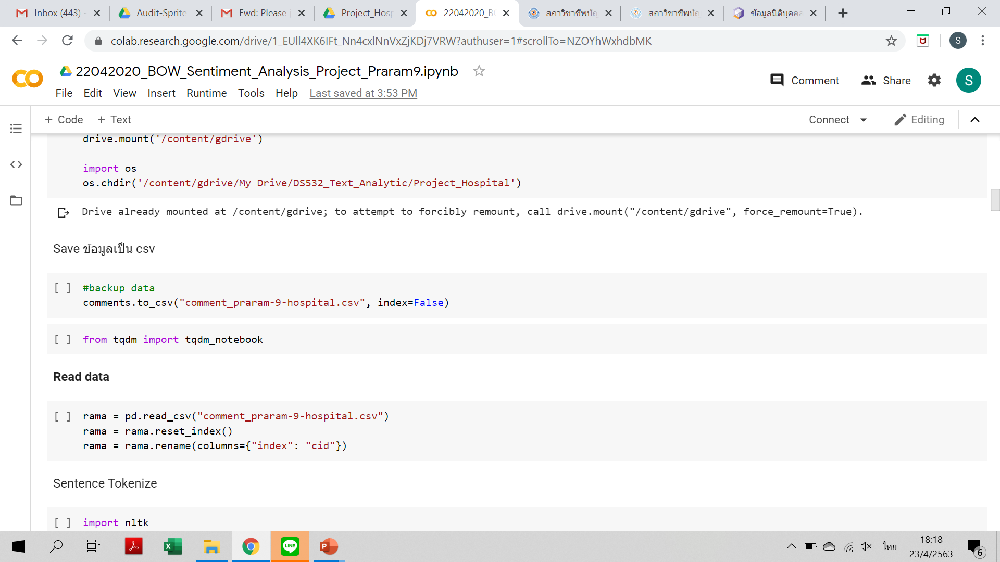 Inbox (443) -
Audit-Sprite
Fwd: Please j
Project_Hosp
22042020_BO
สภาวิชาชีพบัญ
สภาวิชาชีพบัญ
ข้อมูลนิติบุคคล
colab.research.google.com/drive/1_EUll4XK6IFt_Nn4cxlNnVxZjKDj7VRW?authuser=1#scrollTo=NZOYhWxhdbMK
S
22042020_BOW_Sentiment_Analysis_Project_Praram9.ipynb
Comment
Share
S
File Edit View Insert Runtime Tools Help Last saved at 3:53 PM
+ Code + Text
Connect
Editing
drive.mount('/content/gdrive')
import os
os.chdir('/content/gdrive/My Drive/DS532_Text_Analytic/Project_Hospital')
Drive already mounted at /content/gdrive; to attempt to forcibly remount, call drive.mount("/content/gdrive", force_remount=True).
Save ข้อมูลเป็น csv
[ ] #backup data
comments.to_csv("comment_praram-9-hospital.csv", index=False)
[ ] from tqdm import tqdm_notebook
Read data
[ ] rama = pd.read_csv("comment_praram-9-hospital.csv")
rama = rama.reset_index()
rama = rama.rename(columns={"index": "cid"})
Sentence Tokenize
[ ] import nltk
LINE
ไทย
18:18
23/4/2563
6